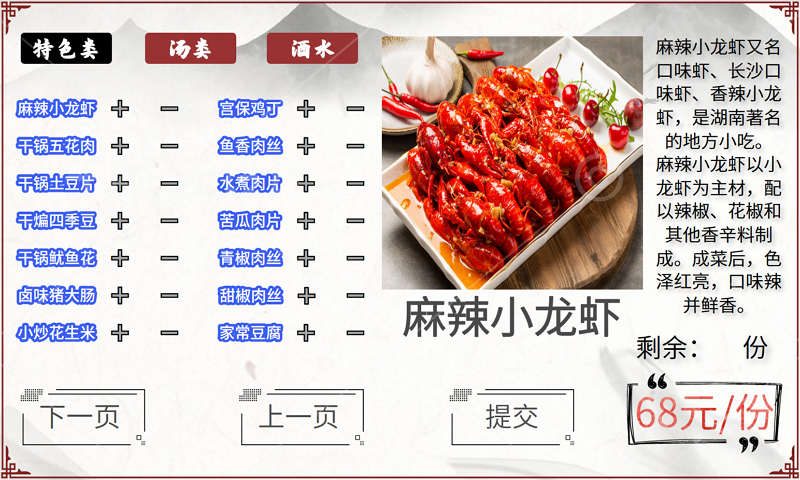 特色类
汤类
酒水
麻辣小龙虾
宫保鸡丁
干锅五花肉
鱼香肉丝
干锅土豆片
水煮肉片
干煸四季豆
苦瓜肉片
干锅鱿鱼花
青椒肉丝
卤味猪大肠
甜椒肉丝
小炒花生米
家常豆腐
麻辣小龙虾
麻辣小龙虾又名
口味虾、长沙口
味虾、香辣小龙
虾，是湖南著名
的地方小吃。
麻辣小龙虾以小
龙虾为主材，配
以辣椒、花椒和
其他香辛料制
成。成菜后，色
泽红亮，口味辣
并鲜香。
剩余： 份
68元/份
下一页
上一页
提交